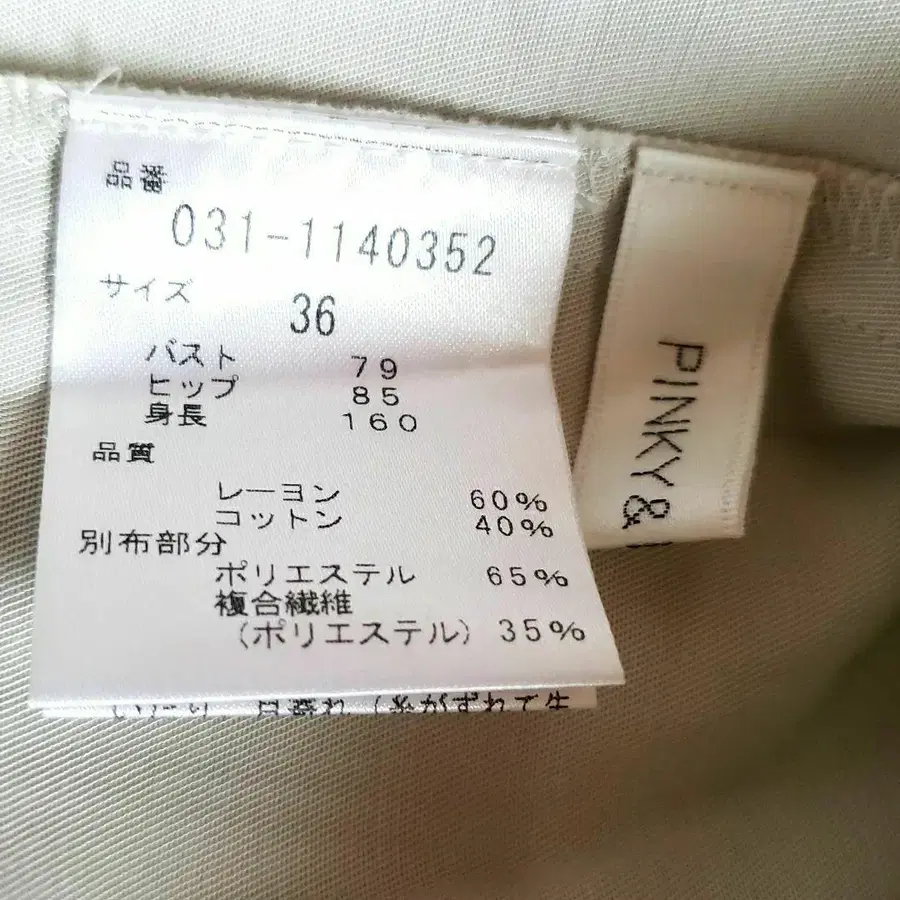 品番
031-1140352
サイズ 36
バスト 79
ヒップ 85
身長 160
品質
レーヨン 60%
コットン 40%
別布部分
ポリエステル 65%
複合繊維
(ポリエステル) 35%
PINKY &